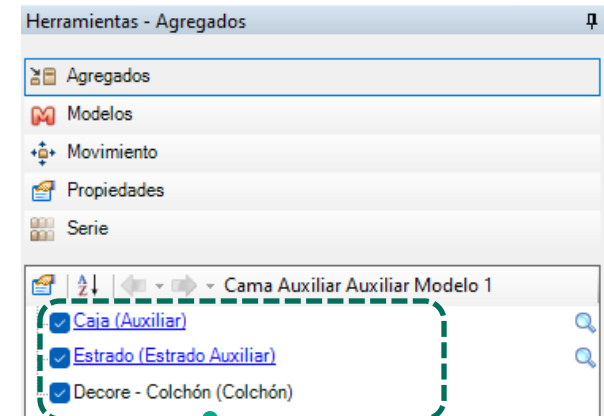 Herramientas - Agregados
Agregados
Modelos
Movimiento
Propiedades
Serie
Cama Auxiliar Auxiliar Modelo 1
Caja (Auxiliar)
Estrado (Estrado Auxiliar)
Decore - Colchón (Colchón)